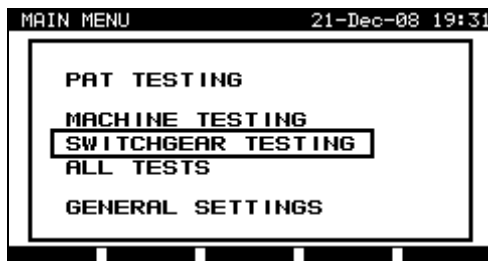 MAIN MENU 21-Dec-08 19:31
PAT TESTING
MACHINE TESTING
SWITCHGEAR TESTING
ALL TESTS
GENERAL SETTINGS